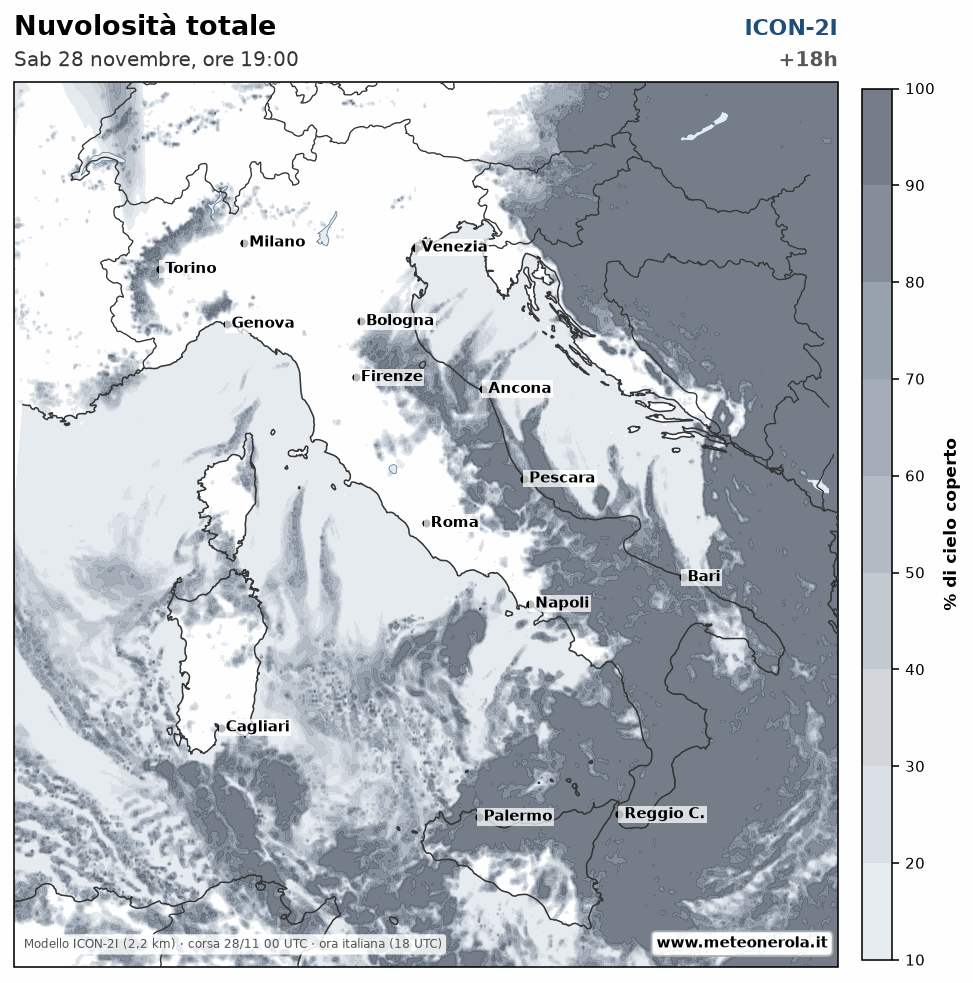 Nuvolosità totale
ICON-2I
Sab 28 novembre, ore 19:00
+18h
Milano
Venezia
Torino
Genova
Bologna
Firenze
Ancona
Pescara
Roma
Bari
Napoli
Cagliari
Palermo
Reggio C.
Modello ICON-2I (2,2 km) · corsa 28/11 00 UTC · ora italiana (18 UTC)
www.meteonerola.it
100
90
80
70
60
50
40
30
20
10
% di cielo coperto